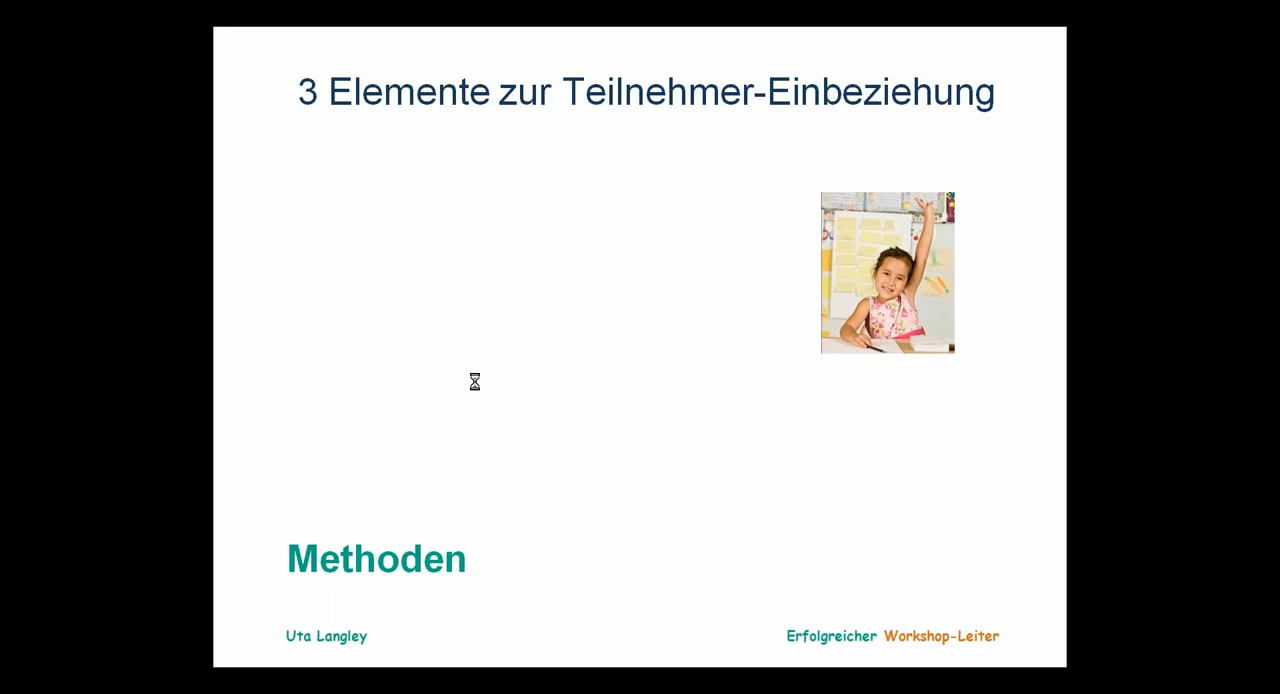 3 Elemente zur Teilnehmer-Einbeziehung
Methoden
Uta Langley
Erfolgreicher Workshop-Leiter